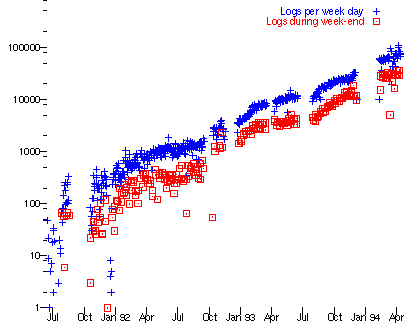 Logs per week day
Logs during week-end
100000
10000
1000
100
10
1
Jul Oct Jan 92 Apr Jul Oct Jan 93 Apr Jul Oct Jan 94 Apr